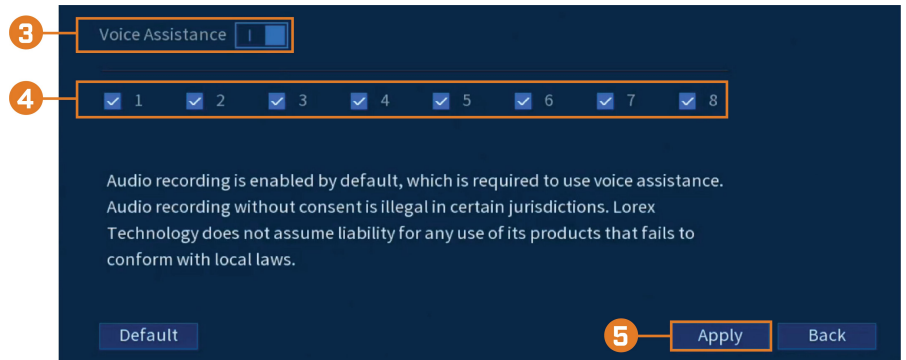 3
Voice Assistance
4
1 2 3 4 5 6 7 8
Audio recording is enabled by default, which is required to use voice assistance.
Audio recording without consent is illegal in certain jurisdictions. Lorex
Technology does not assume liability for any use of its products that fails to
conform with local laws.
Default 5 Apply Back